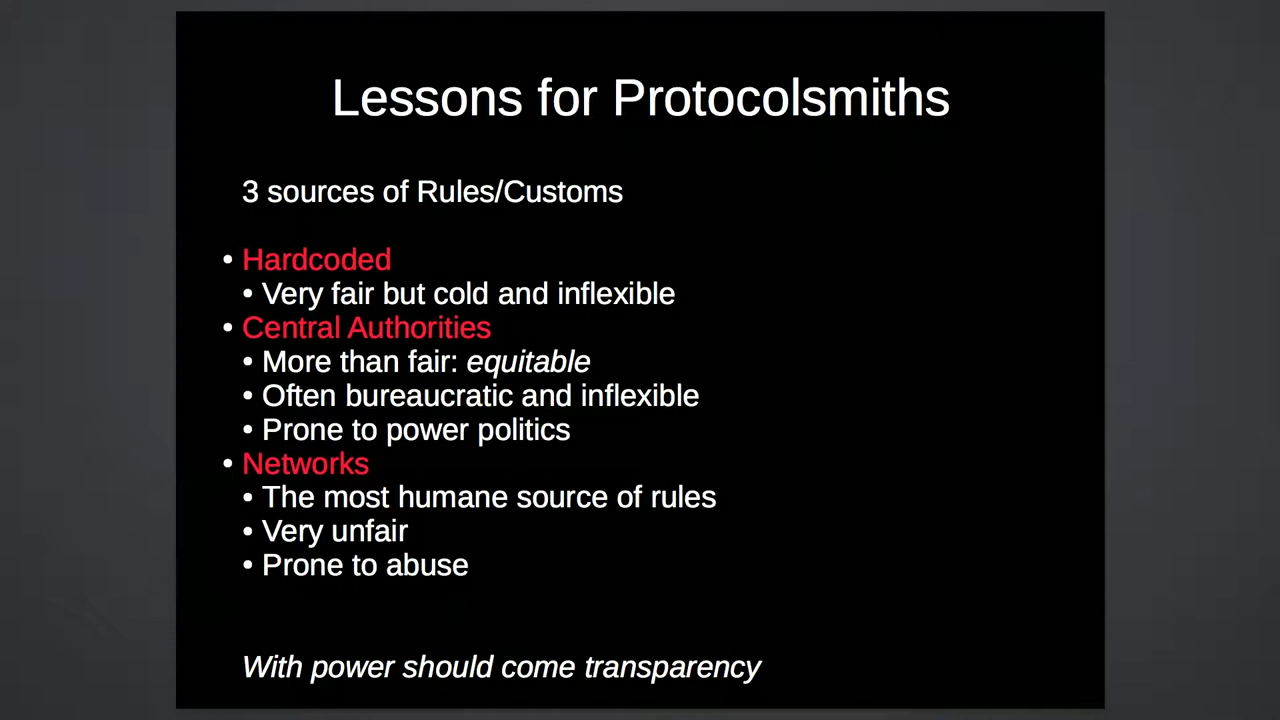 Lessons for Protocolsmiths
3 sources of Rules/Customs
• Hardcoded
• Very fair but cold and inflexible
• Central Authorities
• More than fair: equitable
• Often bureaucratic and inflexible
• Prone to power politics
• Networks
• The most humane source of rules
• Very unfair
• Prone to abuse
With power should come transparency